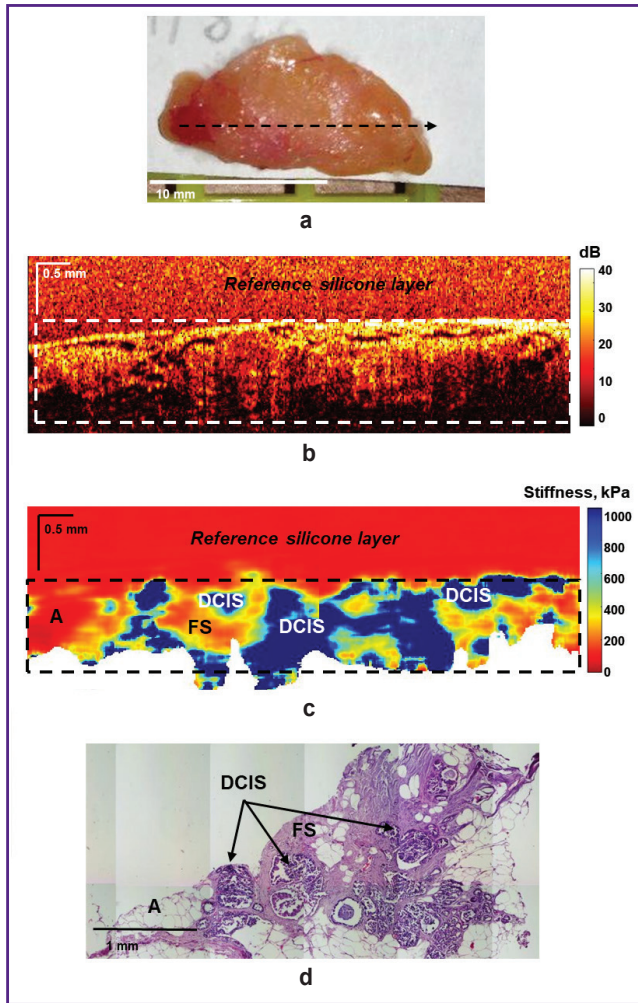 10 mm
a
0.5 mm
Reference silicone layer
dB
40
30
20
10
0
b
Stiffness, kPa
0.5 mm
Reference silicone layer
1000
800
600
400
200
0
A
DCIS
FS
DCIS
DCIS
c
DCIS
FS
A
1 mm
d